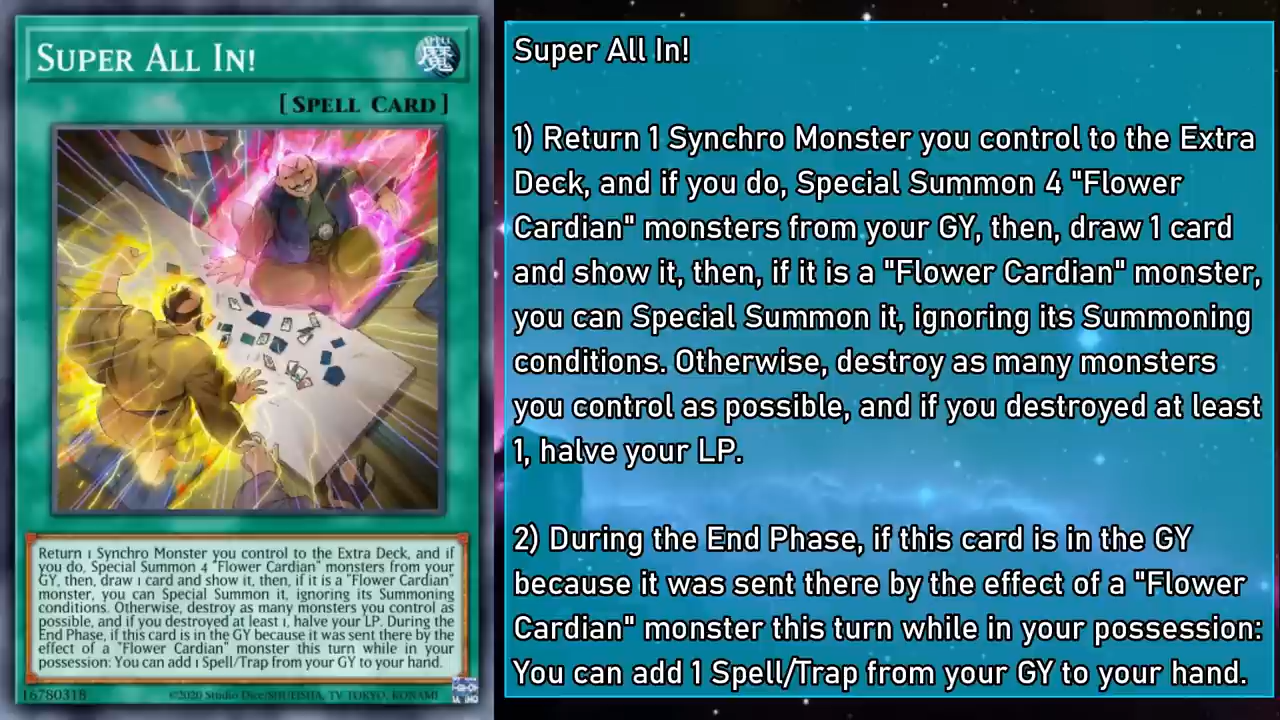 SUPER ALL IN!
SPELL
魔
[SPELL CARD]
Return 1 Synchro Monster you control to the Extra Deck, and if
you do, Special Summon 4 "Flower Cardian" monsters from your
GY, then, draw 1 card and show it, then, if it is a "Flower Cardian"
monster, you can Special Summon it, ignoring its Summoning
conditions. Otherwise, destroy as many monsters you control as
possible, and if you destroyed at least 1, halve your LP. During the
End Phase, if this card is in the GY because it was sent there by the
effect of a "Flower Cardian" monster this turn while in your
possession: You can add 1 Spell/Trap from your GY to your hand.
16780318
©2020 Studio Dice/SHUEISHA, TV TOKYO, KONAMI
Super All In!
1) Return 1 Synchro Monster you control to the Extra
Deck, and if you do, Special Summon 4 "Flower
Cardian" monsters from your GY, then, draw 1 card
and show it, then, if it is a "Flower Cardian" monster,
you can Special Summon it, ignoring its Summoning
conditions. Otherwise, destroy as many monsters
you control as possible, and if you destroyed at least
1, halve your LP.
2) During the End Phase, if this card is in the GY
because it was sent there by the effect of a "Flower
Cardian" monster this turn while in your possession:
You can add 1 Spell/Trap from your GY to your hand.